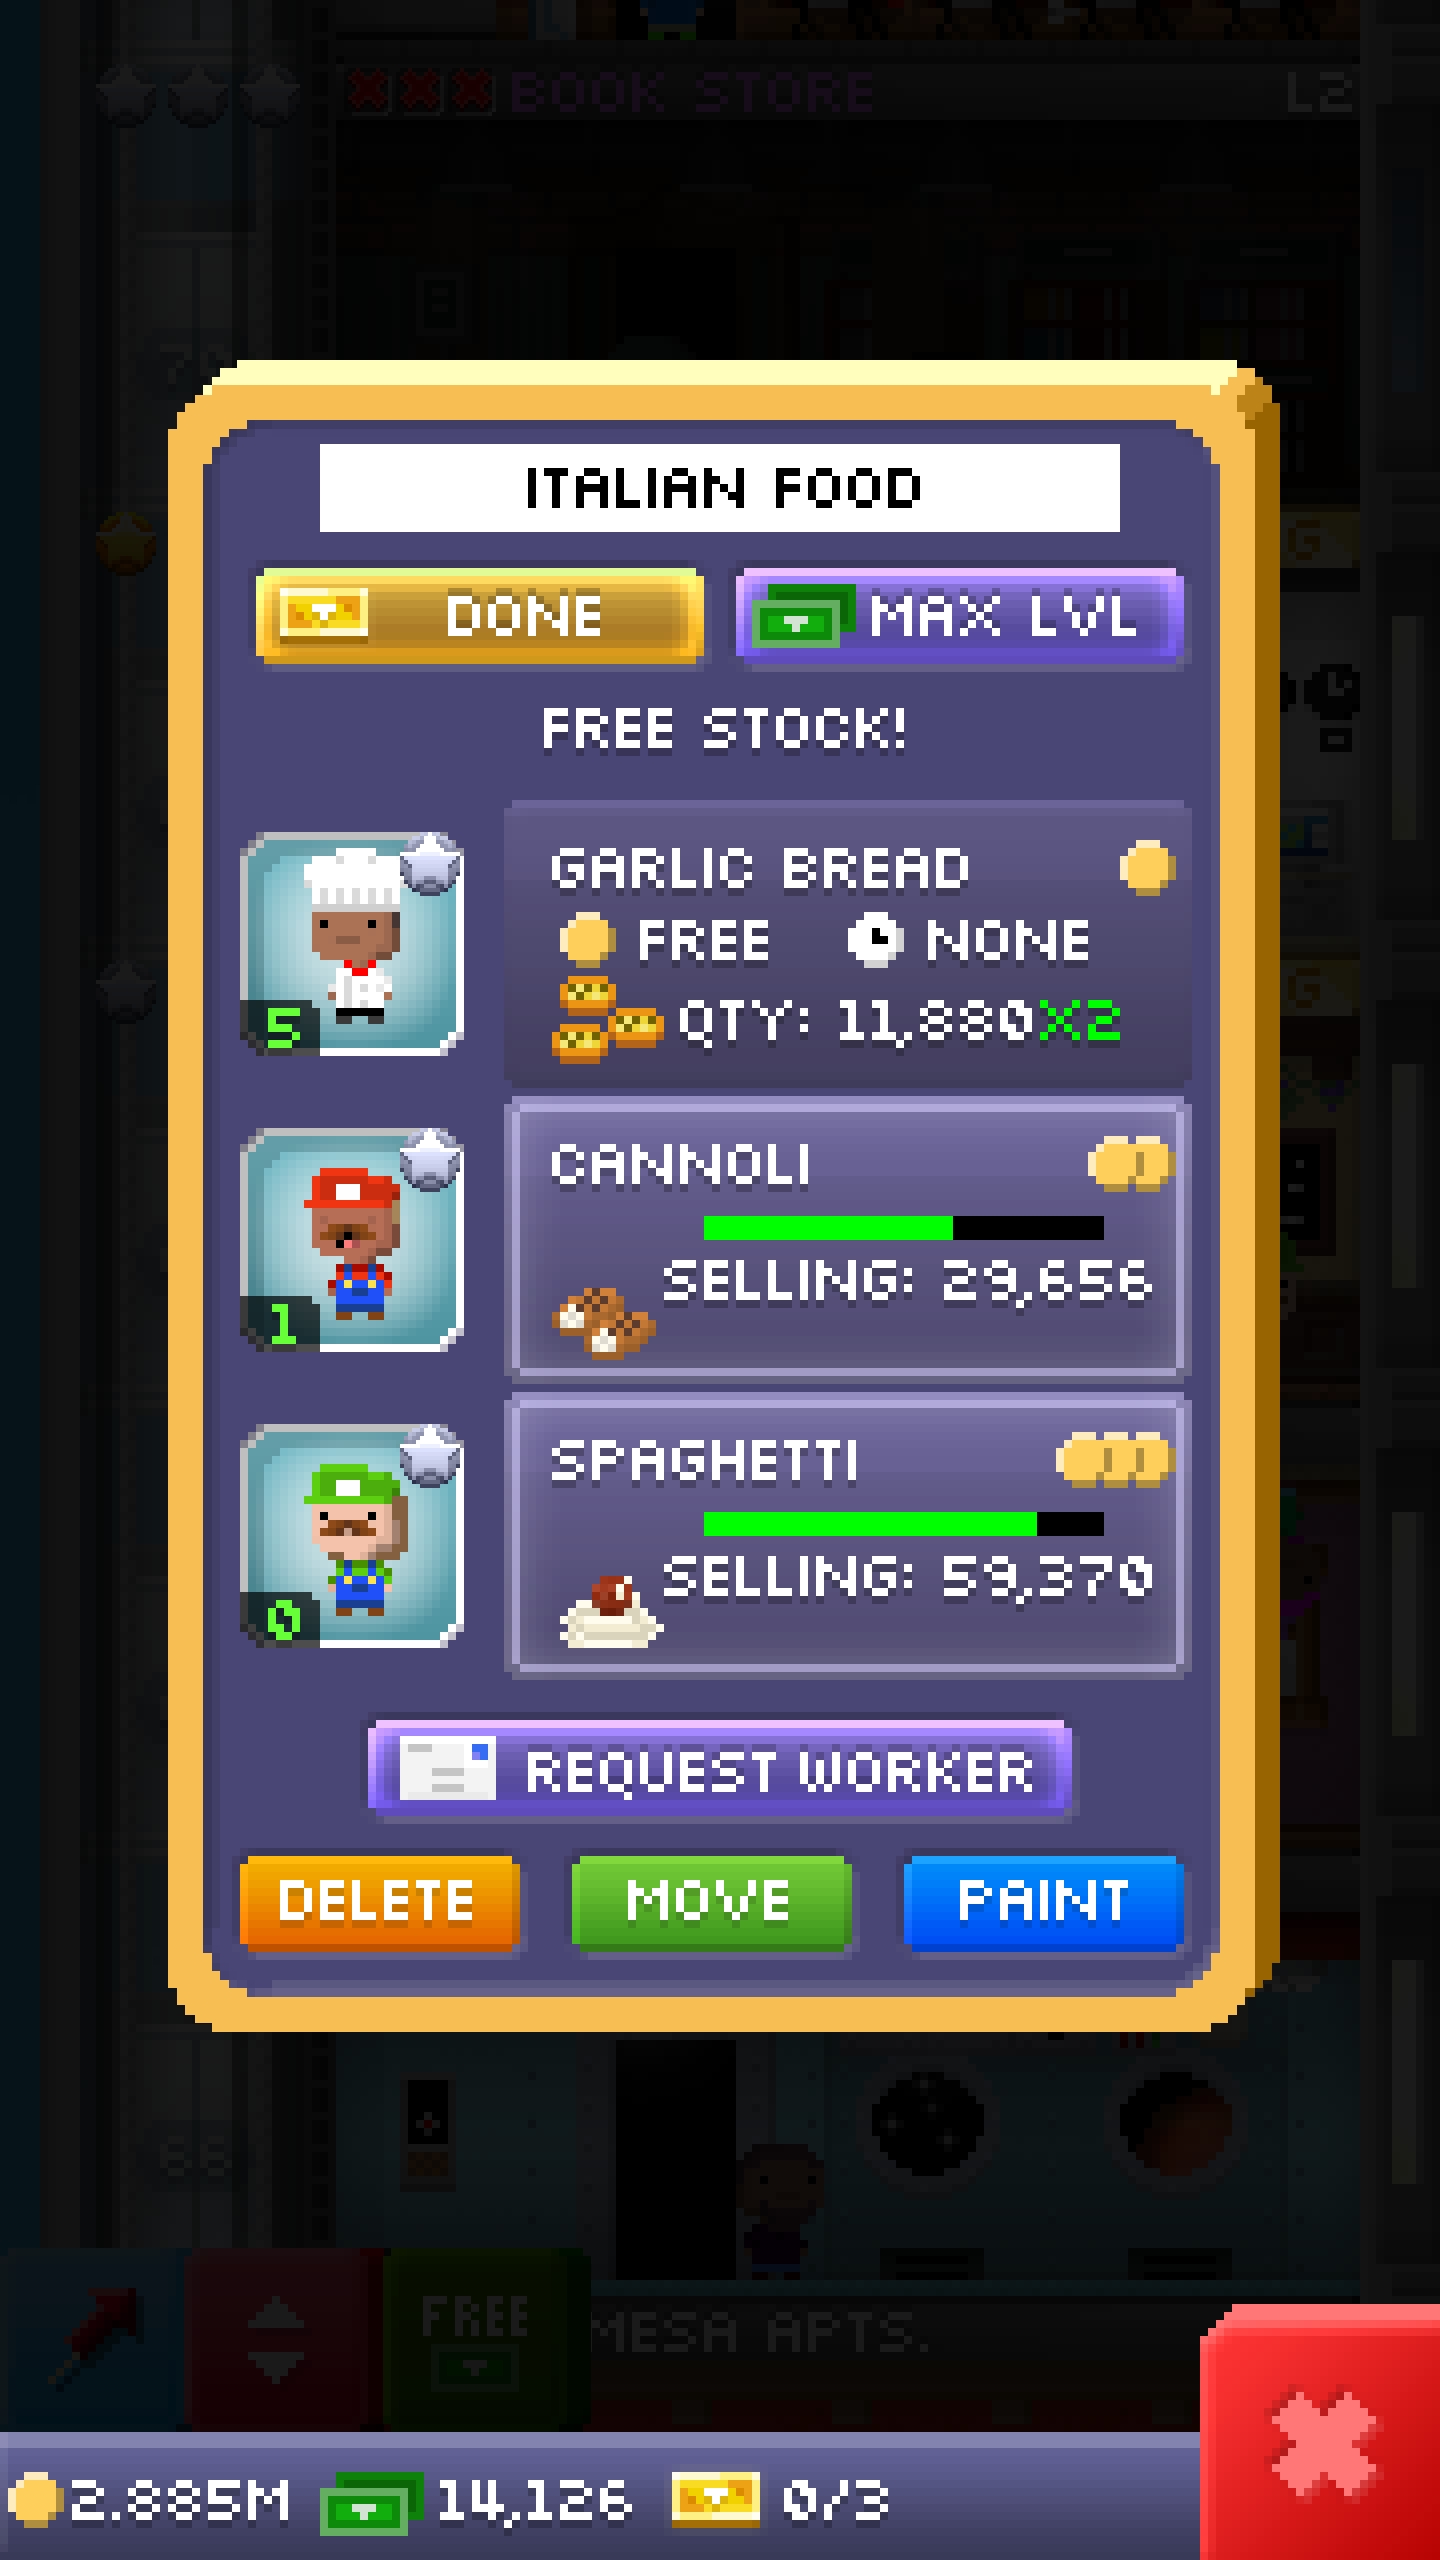 BOOK STORE L2
ITALIAN FOOD
DONE MAX LVL
FREE STOCK!
GARLIC BREAD
FREE NONE
5 QTY: 11,880X2
CANNOLI
SELLING: 29,656
1
SPAGHETTI
SELLING: 59,370
0
REQUEST WORKER
DELETE MOVE PAINT
68
FREE
MESA APTS.
2.885M 14,126 0/3